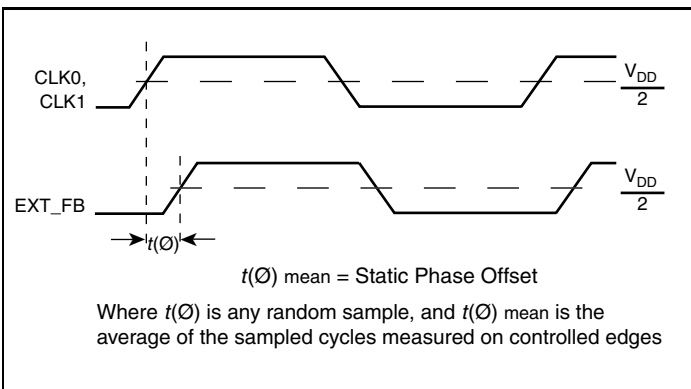 CLK0,
CLK1
V_DD
2
EXT_FB
V_DD
2
t(Ø)
t(Ø) mean = Static Phase Offset
Where t(Ø) is any random sample, and t(Ø) mean is the
average of the sampled cycles measured on controlled edges